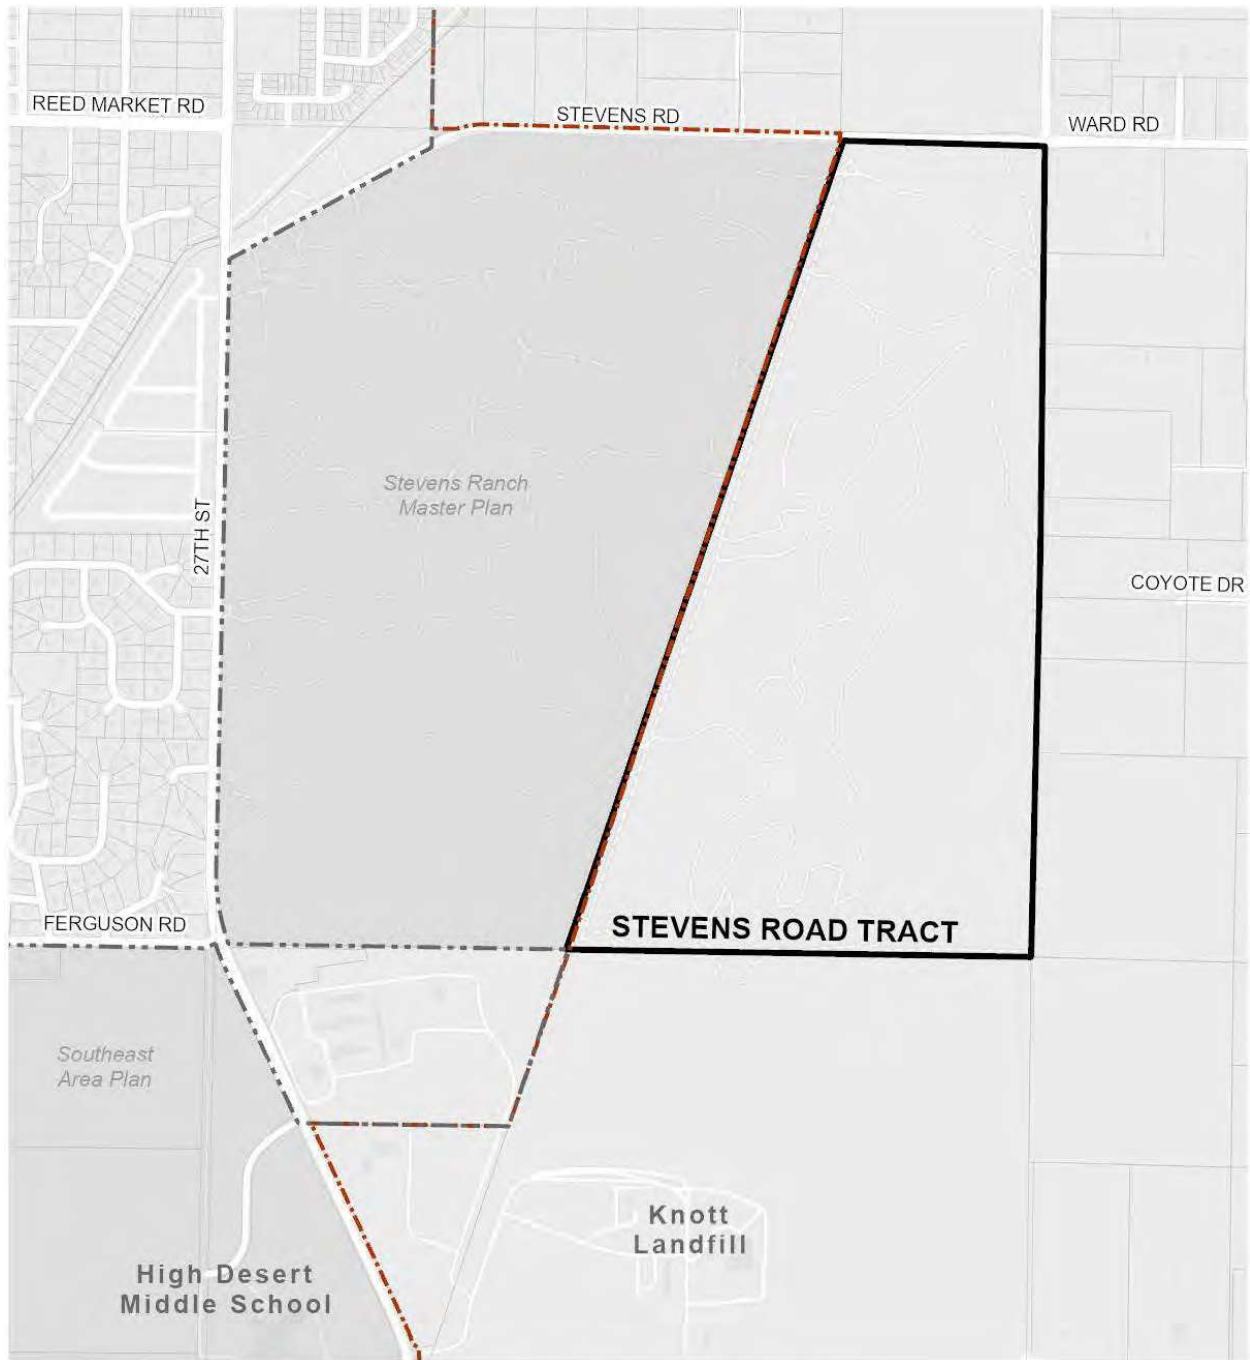 REED MARKET RD
STEVENS RD
WARD RD
Stevens Ranch
Master Plan
27TH ST
COYOTE DR
FERGUSON RD
STEVENS ROAD TRACT
Southeast
Area Plan
Knott
Landfill
High Desert
Middle School